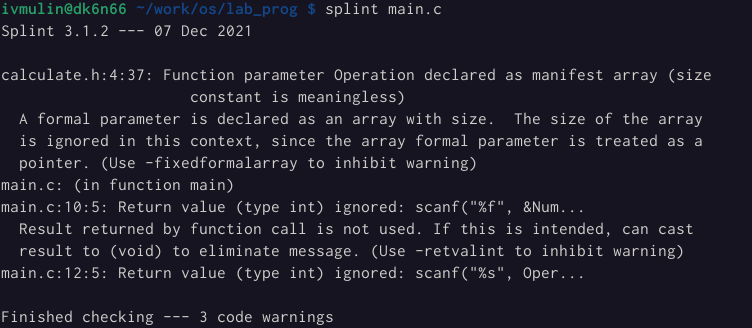 ivmulin@dk6n66 ~/work/os/lab_prog $ splint main.c
Splint 3.1.2 --- 07 Dec 2021

calculate.h:4:37: Function parameter Operation declared as manifest array (size
                     constant is meaningless)
  A formal parameter is declared as an array with size.  The size of the array
  is ignored in this context, since the array formal parameter is treated as a
  pointer. (Use -fixedformalarray to inhibit warning)
main.c: (in function main)
main.c:10:5: Return value (type int) ignored: scanf("%f", &Num...
  Result returned by function call is not used. If this is intended, can cast
  result to (void) to eliminate message. (Use -retvalint to inhibit warning)
main.c:12:5: Return value (type int) ignored: scanf("%s", Oper...

Finished checking --- 3 code warnings